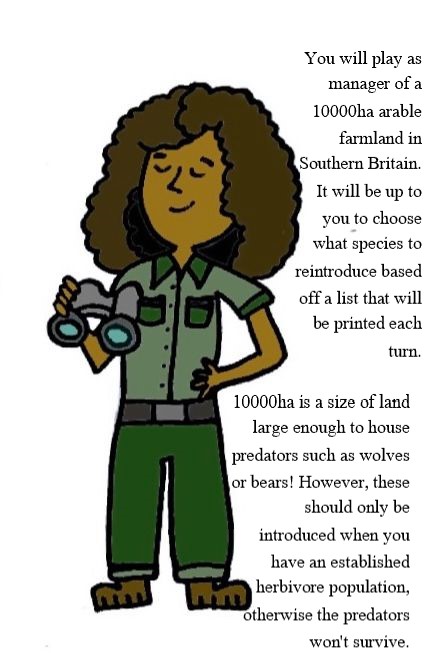 You will play as
manager of a
10000ha arable
farmland in
Southern Britain.
It will be up to
you to choose
what species to
reintroduce based
off a list that will
be printed each
turn.
10000ha is a size of land
large enough to house
predators such as wolves
or bears! However, these
should only be
introduced when you
have an established
herbivore population,
otherwise the predators
won't survive.